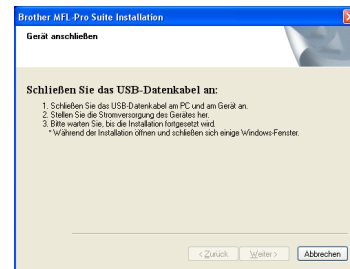 Brother MFL-Pro Suite Installation
Gerät anschließen
Schließen Sie das USB-Datenkabel an:
1. Schließen Sie das USB-Datenkabel am PC und am Gerät an.
2. Stellen Sie die Stromversorgung des Gerätes her.
3. Bitte warten Sie, bis die Installation fortgesetzt wird.
* Während der Installation öffnen und schließen sich einige Windows-Fenster.
< Zurück Weiter > Abbrechen